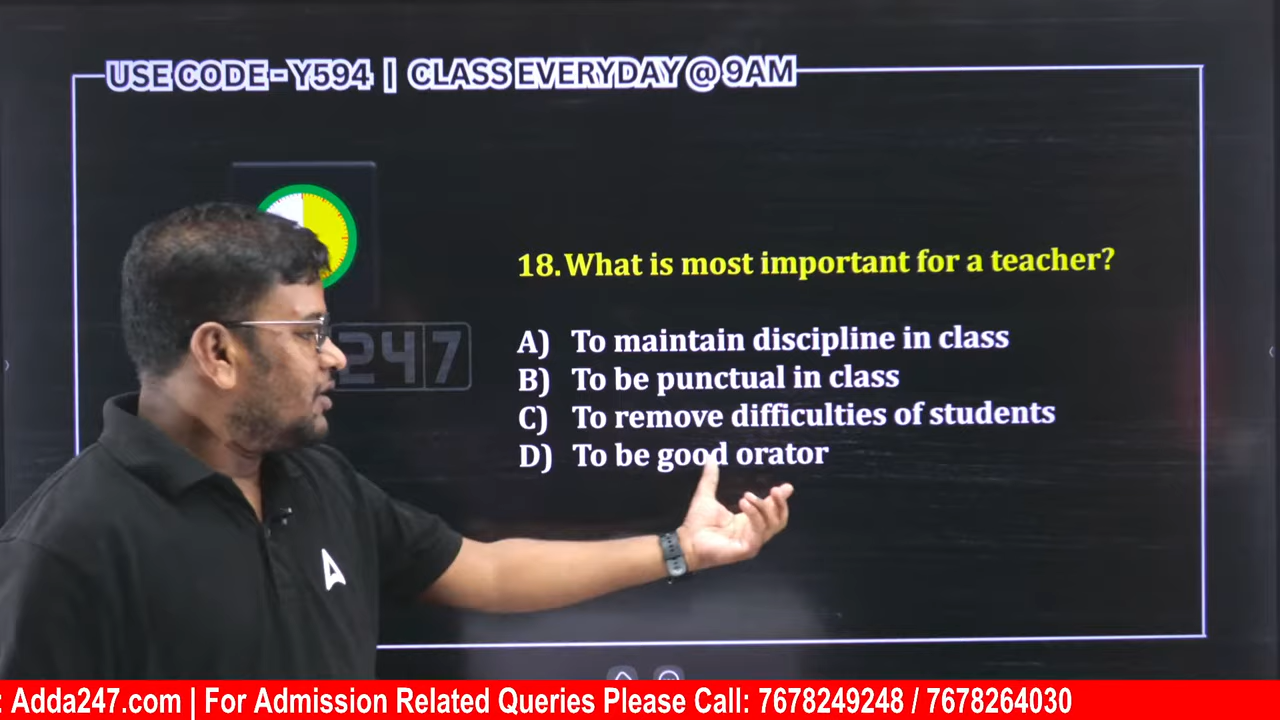 USE CODE - Y594 | CLASS EVERYDAY @ 9AM
247
18. What is most important for a teacher?
A) To maintain discipline in class
B) To be punctual in class
C) To remove difficulties of students
D) To be good orator
: Adda247.com | For Admission Related Queries Please Call: 7678249248 / 7678264030